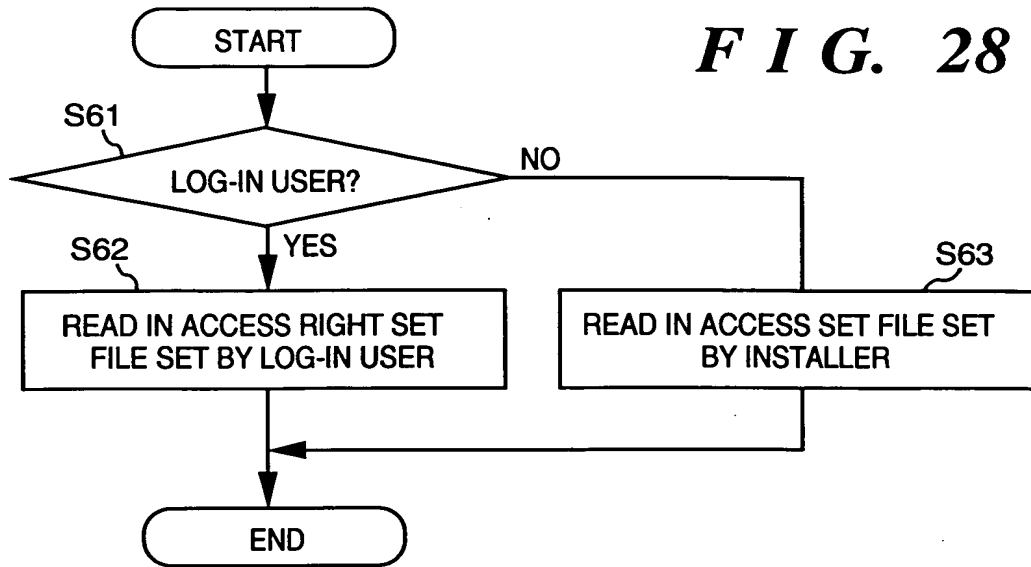 START
F I G. 28
S61
LOG-IN USER?
NO
YES
S62
S63
READ IN ACCESS RIGHT SET
FILE SET BY LOG-IN USER
READ IN ACCESS SET FILE SET
BY INSTALLER
END